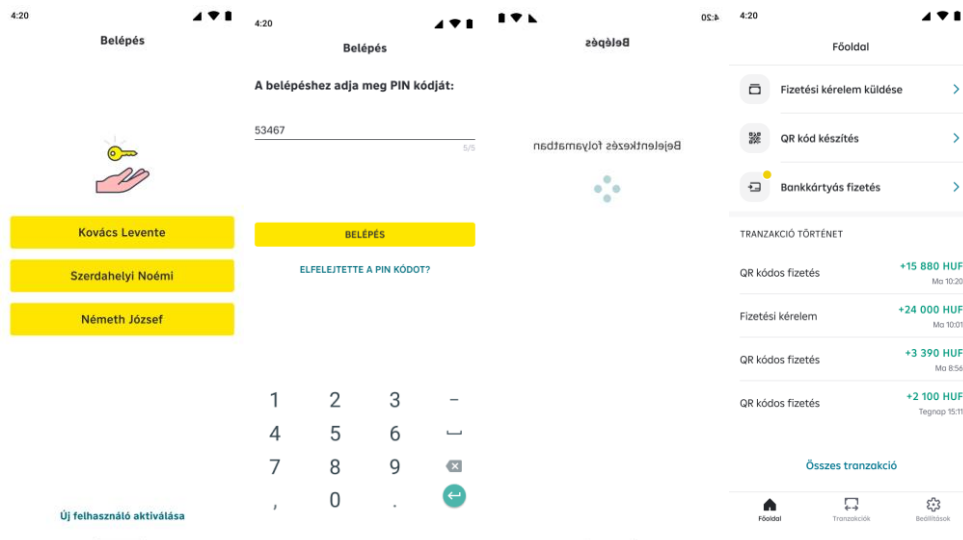 4:20
Belépés
Kovács Levente
Szerdahelyi Noémi
Németh József
Új felhasználó aktiválása
4:20
Belépés
A belépéshez adja meg PIN kódját:
53467
5/5
BELÉPÉS
ELFELEJTETTE A PIN KÓDOT?
1 2 3 –
4 5 6
7 8 9
, 0 .
4:20
Belépés
Bejelentkezés folyamatban
4:20
Főoldal
Fizetési kérelem küldése
QR kód készítés
Bankkártyás fizetés
TRANZAKCIÓ TÖRTÉNET
QR kódos fizetés +15 880 HUF
Ma 10:20
Fizetési kérelem +24 000 HUF
Ma 10:01
QR kódos fizetés +3 390 HUF
Ma 8:56
QR kódos fizetés +2 100 HUF
Tegnap 15:11
Összes tranzakció
Főoldal Tranzakciók Beállítások